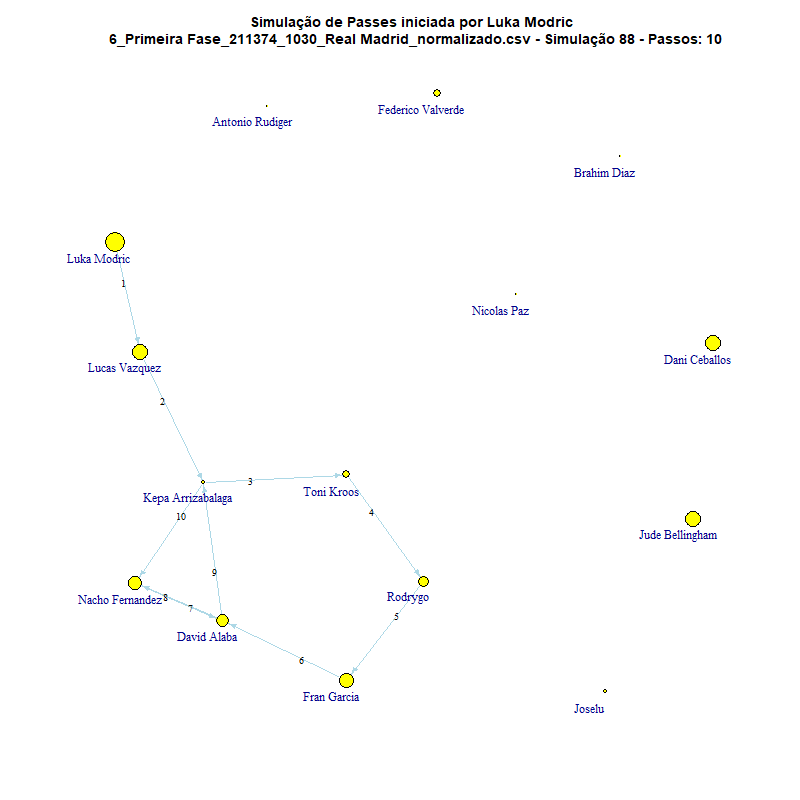 Simulação de Passes iniciada por Luka Modric
6_Primeira Fase_211374_1030_Real Madrid_normalizado.csv - Simulação 88 - Passos: 10
Federico Valverde
Antonio Rudiger
Brahim Diaz
Luka Modric
1
Nicolas Paz
Dani Ceballos
Lucas Vazquez
2
3
Toni Kroos
Kepa Arrizabalaga
4
10
Jude Bellingham
9
Rodrygo
8
Nacho Fernandez
7
5
David Alaba
6
Fran Garcia
Joselu